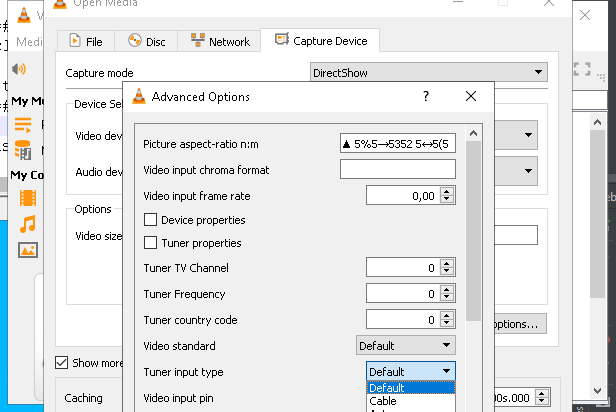 Open Media
V
Medi
File
Disc
Network
Capture Device
Capture mode
DirectShow
My Mu
Device Sel
Video dev
Audio dev
My Co
Options
Video size
ptions...
Show more
Caching
00s.000
Advanced Options
?
Picture aspect-ratio n:m
▲ 5%5→5352 5↔5(5
Video input chroma format
Video input frame rate
0,00
Device properties
Tuner properties
Tuner TV Channel
0
Tuner Frequency
0
Tuner country code
0
Video standard
Default
Tuner input type
Default
Default
Cable
Video input pin